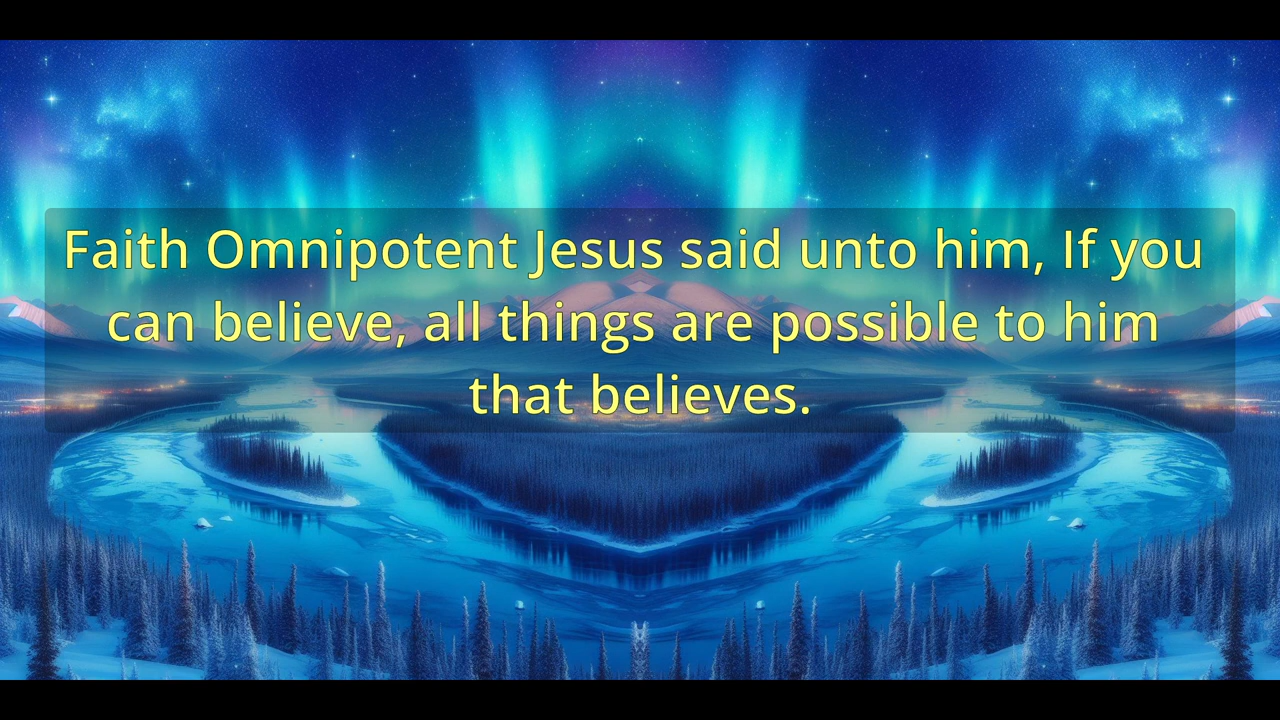 Faith Omnipotent Jesus said unto him, If you
can believe, all things are possible to him
that believes.